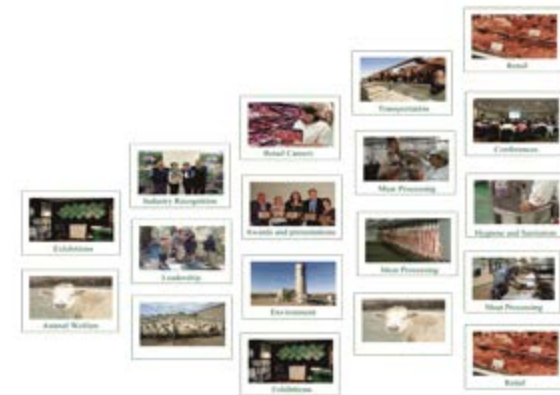 Exhibitions
Animal Welfare
Industry Recognition
Leadership
Retail Cutters
Awards and presentations
Environment
Exhibitions
Transportation
Meat Processing
Meat Processing
Retail
Conferences
Hygiene and Sanitation
Meat Processing
Retail